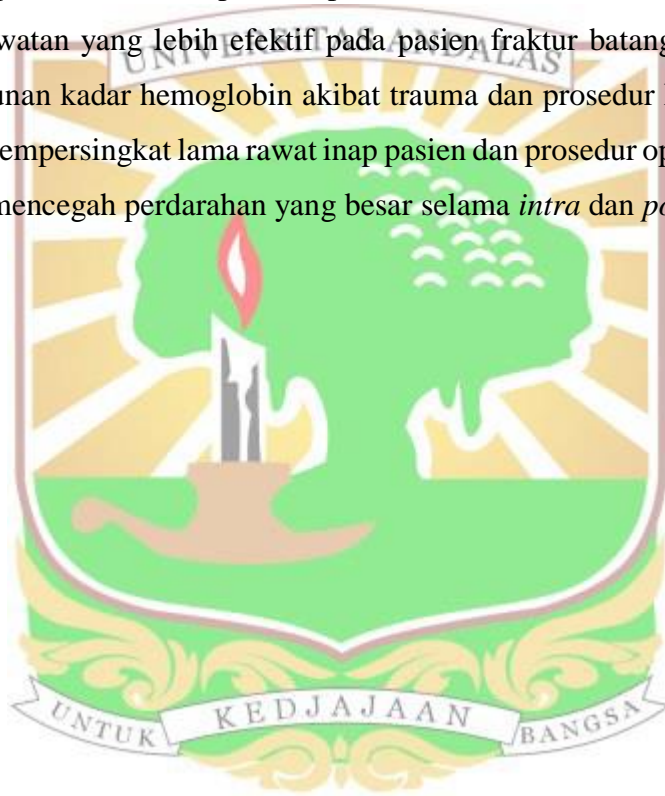 watan yang lebih efektif pada pasien fraktur batang
UNIVERSITAS ANDALAS
unan kadar hemoglobin akibat trauma dan prosedur
empersingkat lama rawat inap pasien dan prosedur op
mencegah perdarahan yang besar selama intra dan po
UNTUK KEDJAJAAN BANGSA